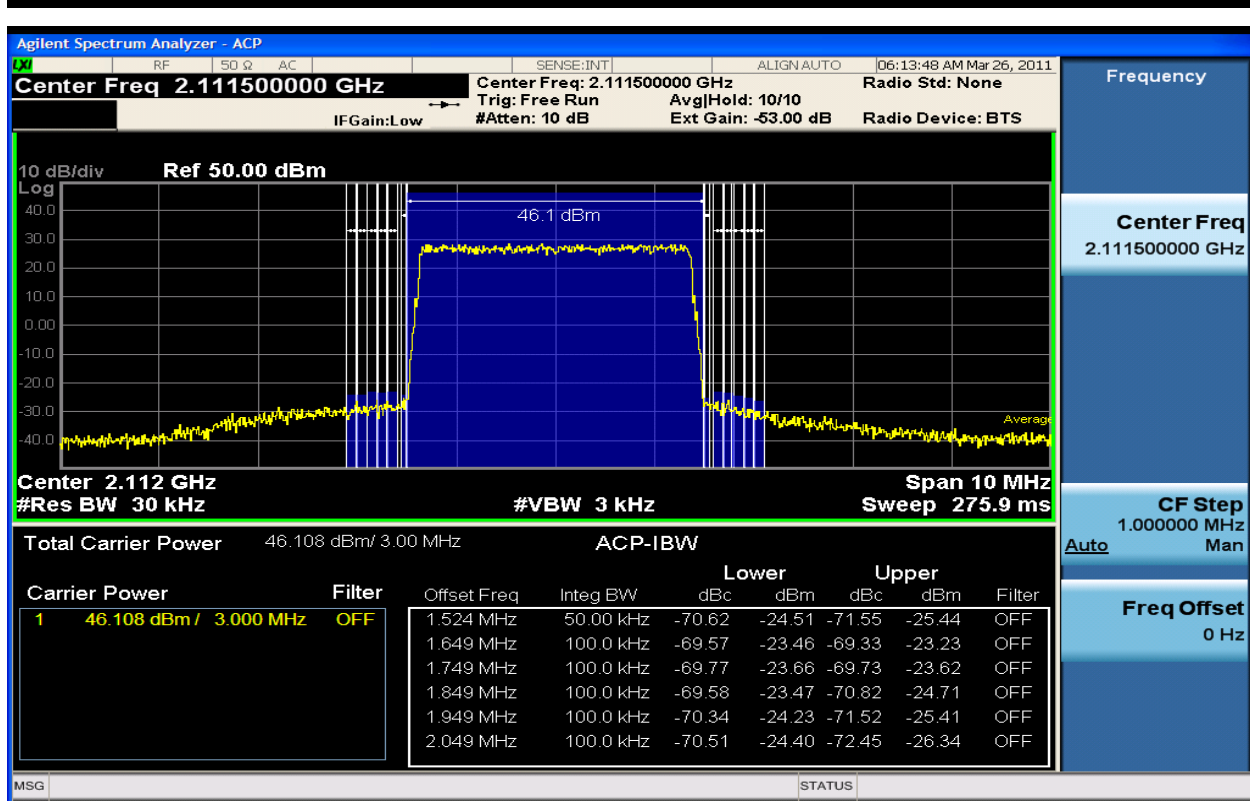 Agilent Spectrum Analyzer - ACP
LXI RF 50 Ω AC SENSE:INT ALIGN AUTO 06:13:48 AM Mar 26, 2011
Center Freq 2.111500000 GHz
Center Freq: 2.111500000 GHz Radio Std: None
Trig: Free Run Avg|Hold: 10/10
IFGain:Low #Atten: 10 dB Ext Gain: -53.00 dB Radio Device: BTS
10 dB/div Ref 50.00 dBm
Log
40.0
46.1 dBm
30.0
20.0
10.0
0.00
-10.0
-20.0
-30.0
Average
-40.0
Center 2.112 GHz Span 10 MHz
#Res BW 30 kHz #VBW 3 kHz Sweep 275.9 ms
Total Carrier Power 46.108 dBm/ 3.00 MHz ACP-IBW
Lower Upper
Carrier Power Filter Offset Freq Integ BW dBc dBm dBc dBm Filter
1 46.108 dBm / 3.000 MHz OFF 1.524 MHz 50.00 kHz -70.62 -24.51 -71.55 -25.44 OFF
1.649 MHz 100.0 kHz -69.57 -23.46 -69.33 -23.23 OFF
1.749 MHz 100.0 kHz -69.77 -23.66 -69.73 -23.62 OFF
1.849 MHz 100.0 kHz -69.58 -23.47 -70.82 -24.71 OFF
1.949 MHz 100.0 kHz -70.34 -24.23 -71.52 -25.41 OFF
2.049 MHz 100.0 kHz -70.51 -24.40 -72.45 -26.34 OFF
Frequency
Center Freq
2.111500000 GHz
CF Step
1.000000 MHz
Auto Man
Freq Offset
0 Hz
MSG STATUS